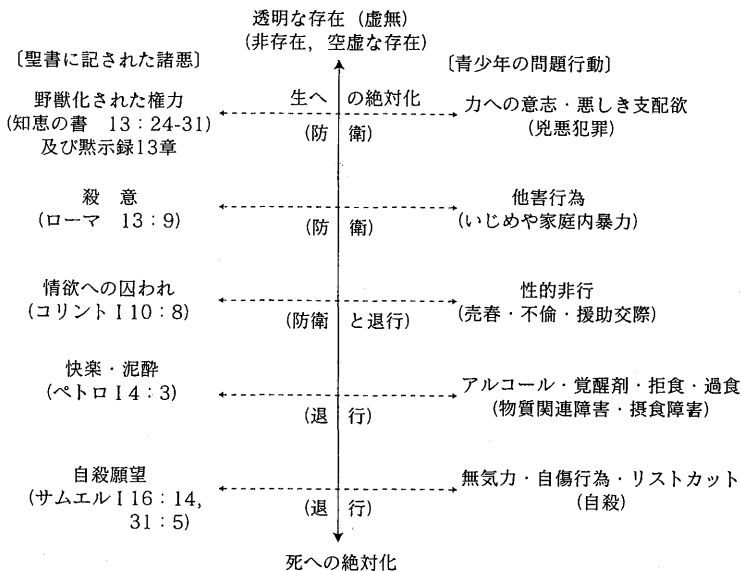 透明な存在（虚無）
(非存在，空虚な存在）
〔聖書に記された諸悪〕
〔青少年の問題行動〕
野獣化された権力
(知恵の書　13：24-31)
及び黙示録13章
生へ の絶対化
(防 衛)
力への意志・悪しき支配欲
(兇悪犯罪)
殺　意
(ローマ　13：9)
(防 衛)
他害行為
(いじめや家庭内暴力)
情欲への囚われ
(コリントⅠ10：8)
(防衛 と退行)
性的非行
(売春・不倫・援助交際)
快楽・泥酔
(ペトロⅠ4：3)
(退 行)
アルコール・覚醒剤・拒食・過食
(物質関連障害・摂食障害)
自殺願望
(サムエルⅠ16：14,
31：5)
(退 行)
無気力・自傷行為・リストカット
(自殺)
死への絶対化